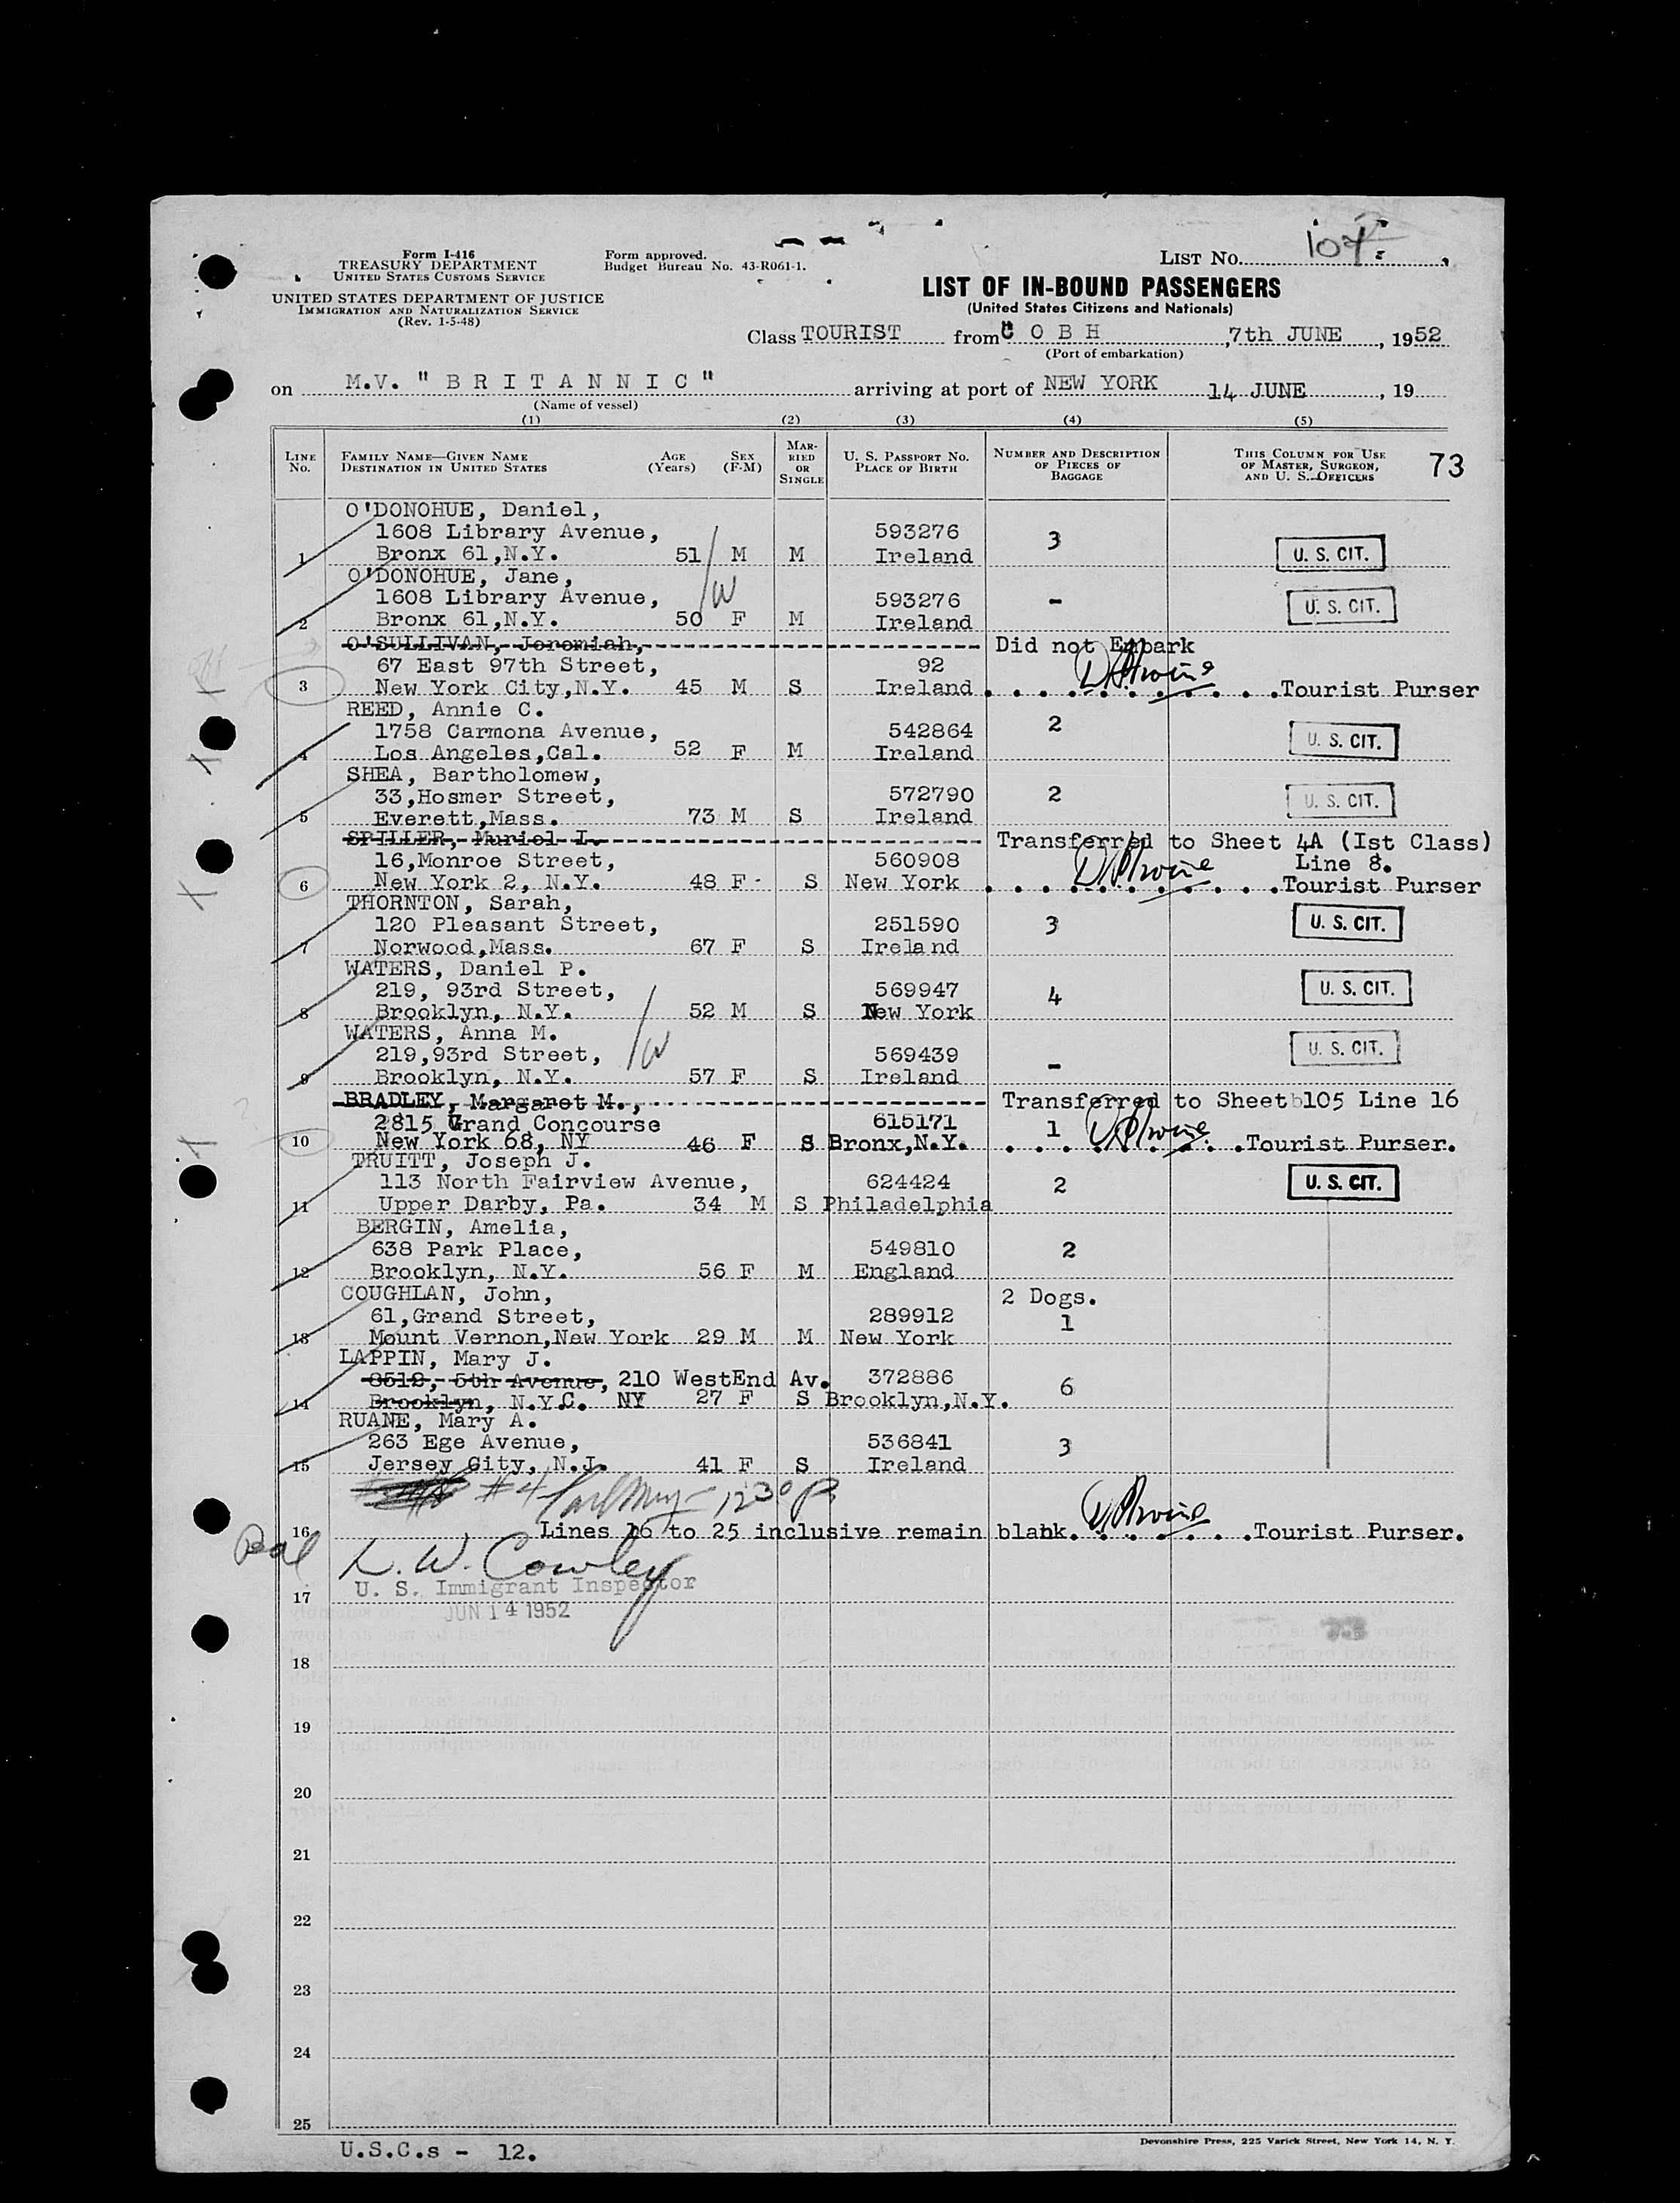 Form I-416
TREASURY DEPARTMENT
UNITED STATES CUSTOMS SERVICE
Form approved.
Budget Bureau No. 43-R061-1.
LIST No. 107
UNITED STATES DEPARTMENT OF JUSTICE
IMMIGRATION AND NATURALIZATION SERVICE
(Rev. 1-5-48)
LIST OF IN-BOUND PASSENGERS
(United States Citizens and Nationals)
Class TOURIST from C O B H, 7th JUNE, 1952
(Port of embarkation)
on M.V. " B R I T A N N I C " arriving at port of NEW YORK 14 JUNE, 19
(Name of vessel)
(1) (2) (3) (4) (5)
LINE No. FAMILY NAME—GIVEN NAME DESTINATION IN UNITED STATES AGE (Years) SEX (F-M) MARRIED OR SINGLE U. S. PASSPORT No. PLACE OF BIRTH NUMBER AND DESCRIPTION OF PIECES OF BAGGAGE THIS COLUMN FOR USE OF MASTER, SURGEON, AND U. S. OFFICERS 73
O'DONOHUE, Daniel,
1608 Library Avenue, 593276 3
1 Bronx 61,N.Y. 51 M M Ireland U. S. CIT.
O'DONOHUE, Jane,
1608 Library Avenue, W 593276 - U. S. CIT.
2 Bronx 61,N.Y. 50 F M Ireland
O'SULLIVAN, Jeremiah, Did not Embark
67 East 97th Street, 92
3 New York City,N.Y. 45 M S Ireland Tourist Purser
REED, Annie C.
1758 Carmona Avenue, 542864 2
4 Los Angeles,Cal. 52 F M Ireland U. S. CIT.
SHEA, Bartholomew,
33,Hosmer Street, 572790 2 U. S. CIT.
5 Everett,Mass. 73 M S Ireland
SPILLER, Muriel I. Transferred to Sheet 4A (Ist Class)
16,Monroe Street, 560908 Line 8.
6 New York 2, N.Y. 48 F - S New York Tourist Purser
THORNTON, Sarah,
120 Pleasant Street, 251590 3 U. S. CIT.
7 Norwood,Mass. 67 F S Ireland
WATERS, Daniel P.
219, 93rd Street, 569947 4 U. S. CIT.
8 Brooklyn, N.Y. 52 M S New York
WATERS, Anna M.
219,93rd Street, W 569439 - U. S. CIT.
9 Brooklyn, N.Y. 57 F S Ireland
BRADLEY, Margaret M., Transferred to Sheet 105 Line 16
2815 Grand Concourse 615171 1
10 New York 68, NY 46 F S Bronx,N.Y. Tourist Purser.
TRUITT, Joseph J.
113 North Fairview Avenue, 624424 2 U. S. CIT.
11 Upper Darby, Pa. 34 M S Philadelphia
BERGIN, Amelia,
638 Park Place, 549810 2
12 Brooklyn, N.Y. 56 F M England
COUGHLAN, John, 2 Dogs.
61,Grand Street, 289912 1
13 Mount Vernon,New York 29 M M New York
LAPPIN, Mary J.
8512, 5th Avenue, 210 WestEnd Av. 372886 6
14 Brooklyn, N.Y.C. NY 27 F S Brooklyn,N.Y.
RUANE, Mary A.
263 Ege Avenue, 536841 3
15 Jersey City, N.J. 41 F S Ireland
#4
16 Lines 16 to 25 inclusive remain blank. Tourist Purser.
L. W. Cowley
17 U. S. Immigrant Inspector
JUN 14 1952
18
19
20
21
22
23
24
25
U.S.C.s - 12.
Devonshire Press, 225 Varick Street, New York 14, N. Y.